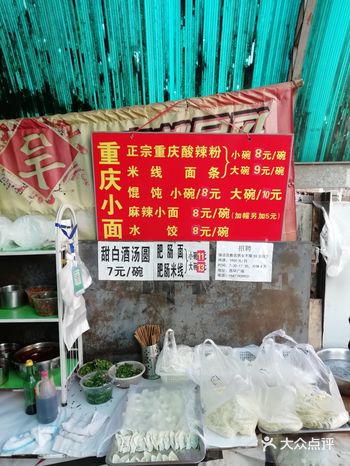 重庆小面
正宗重庆酸辣粉 小碗8元/碗
米线 面条 大碗9元/碗
馄饨 小碗/8元 大碗/10元
麻辣小面 8元/碗 (加帽另加5元)
水饺 8元/碗
甜白酒汤圆
7元/碗
肥肠面 小碗11
肥肠米线 大碗13
招聘
大众点评